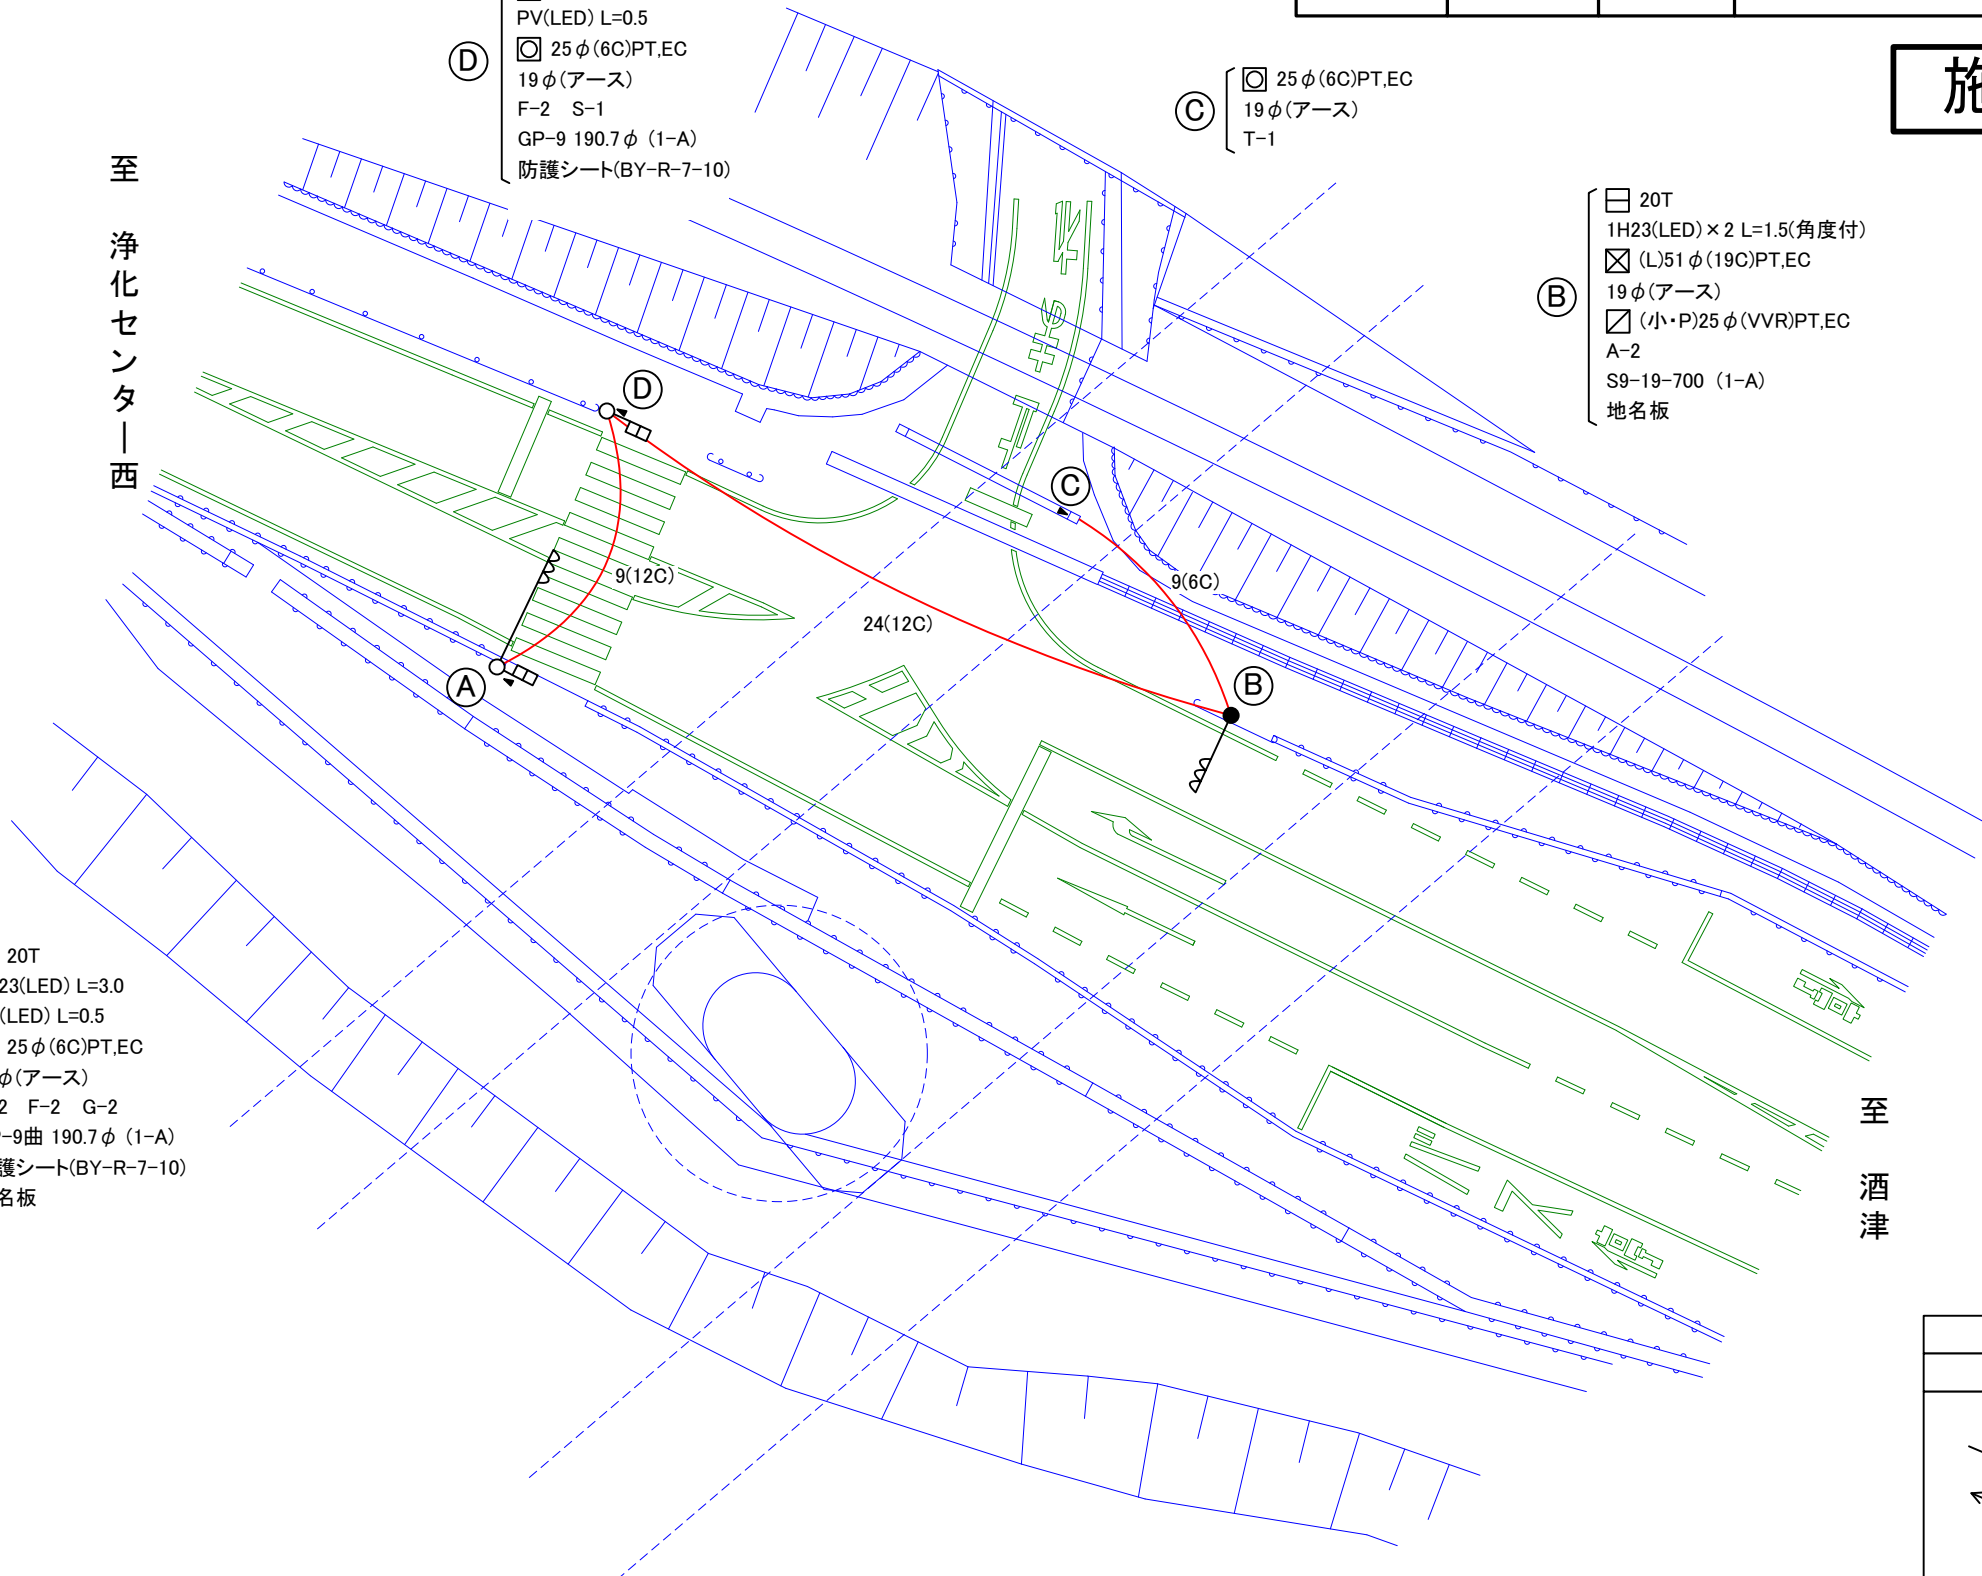 PV(LED) L=0.5
25φ(6C)PT,EC
19φ(アース)
F-2 S-1
GP-9 190.7φ (1-A)
防護シート(BY-R-7-10)
D
C
25φ(6C)PT,EC
19φ(アース)
T-1
施
B
20T
1H23(LED)×2 L=1.5(角度付)
(L)51φ(19C)PT,EC
19φ(アース)
(小・P)25φ(VVR)PT,EC
A-2
S9-19-700 (1-A)
地名板
至 浄化センター西
D
C
9(12C)
9(6C)
24(12C)
A
B
20T
23(LED) L=3.0
(LED) L=0.5
25φ(6C)PT,EC
φ(アース)
2 F-2 G-2
-9曲 190.7φ (1-A)
護シート(BY-R-7-10)
名板
至 酒津